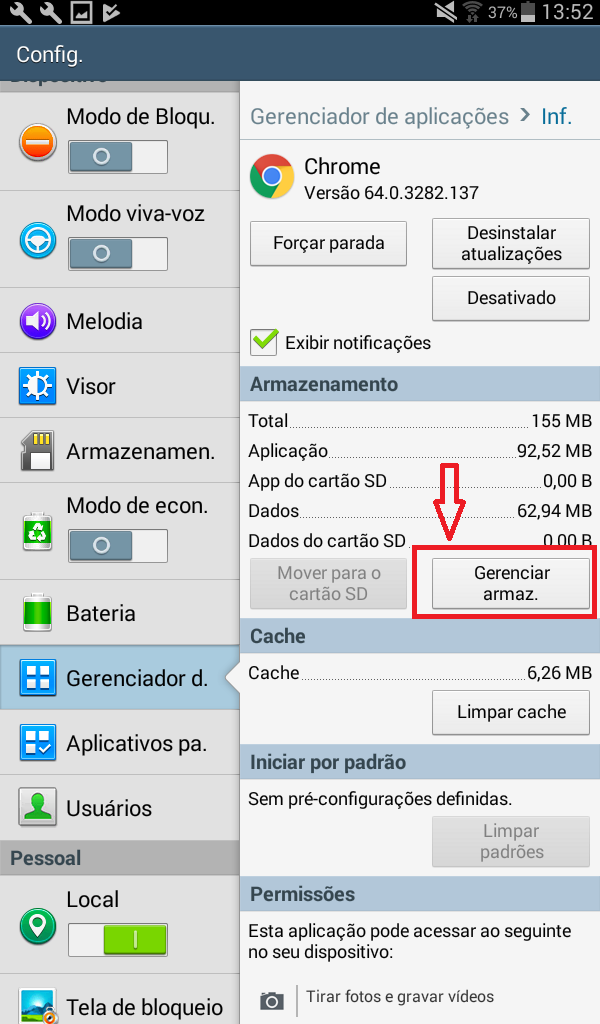 37% 13:52
Config.
Dispositivo
Modo de Bloqu.
Modo viva-voz
Melodia
Visor
Armazenamen.
Modo de econ.
Bateria
Gerenciador d.
Aplicativos pa.
Usuários
Pessoal
Local
Tela de bloqueio
Gerenciador de aplicações > Inf.
Chrome
Versão 64.0.3282.137
Forçar parada
Desinstalar
atualizações
Desativado
Exibir notificações
Armazenamento
Total 155 MB
Aplicação 92,52 MB
App do cartão SD 0,00 B
Dados 62,94 MB
Dados do cartão SD 0,00 B
Mover para o
cartão SD
Gerenciar
armaz.
Cache
Cache 6,26 MB
Limpar cache
Iniciar por padrão
Sem pré-configurações definidas.
Limpar
padrões
Permissões
Esta aplicação pode acessar ao seguinte
no seu dispositivo:
Tirar fotos e gravar vídeos